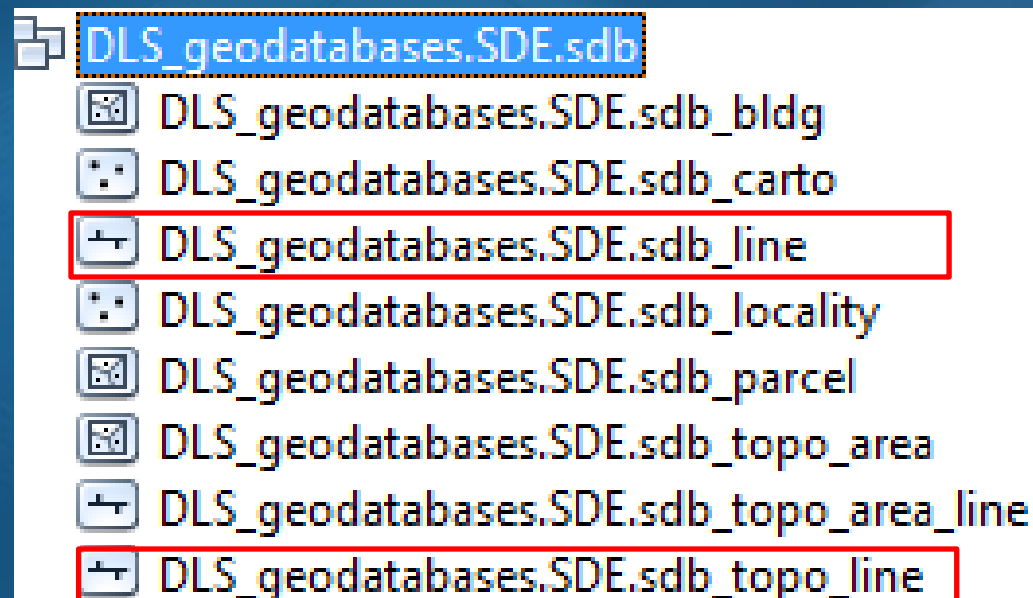 DLS_geodatabases.SDE.sdb
DLS_geodatabases.SDE.sdb_bldg
DLS_geodatabases.SDE.sdb_carto
DLS_geodatabases.SDE.sdb_line
DLS_geodatabases.SDE.sdb_locality
DLS_geodatabases.SDE.sdb_parcel
DLS_geodatabases.SDE.sdb_topo_area
DLS_geodatabases.SDE.sdb_topo_area_line
DLS_geodatabases.SDE.sdb_topo_line